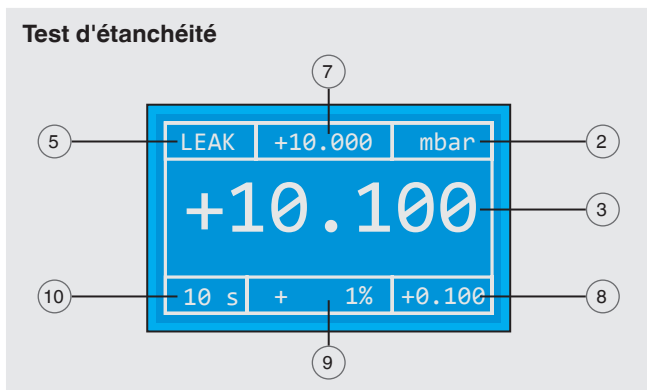 Test d'étanchéité
7
5 LEAK +10.000 mbar 2
+10.100 3
10 10 s + 1% +0.100 8
9